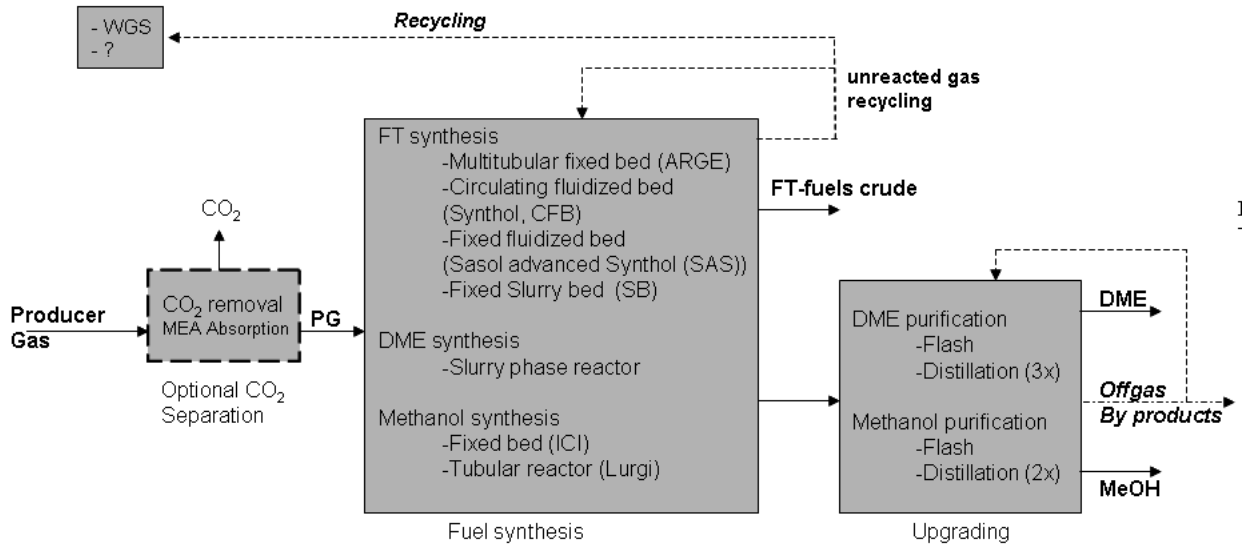 - WGS
- ?
Recycling
unreacted gas
recycling
FT synthesis
-Multitubular fixed bed (ARGE)
-Circulating fluidized bed
(Synthol, CFB)
-Fixed fluidized bed
(Sasol advanced Synthol (SAS))
-Fixed Slurry bed (SB)
DME synthesis
-Slurry phase reactor
Methanol synthesis
-Fixed bed (ICI)
-Tubular reactor (Lurgi)
Fuel synthesis
FT-fuels crude
CO2
Producer
Gas
CO2 removal
MEA Absorption
PG
Optional CO2
Separation
DME purification
-Flash
-Distillation (3x)
Methanol purification
-Flash
-Distillation (2x)
Upgrading
DME
Offgas
By products
MeOH